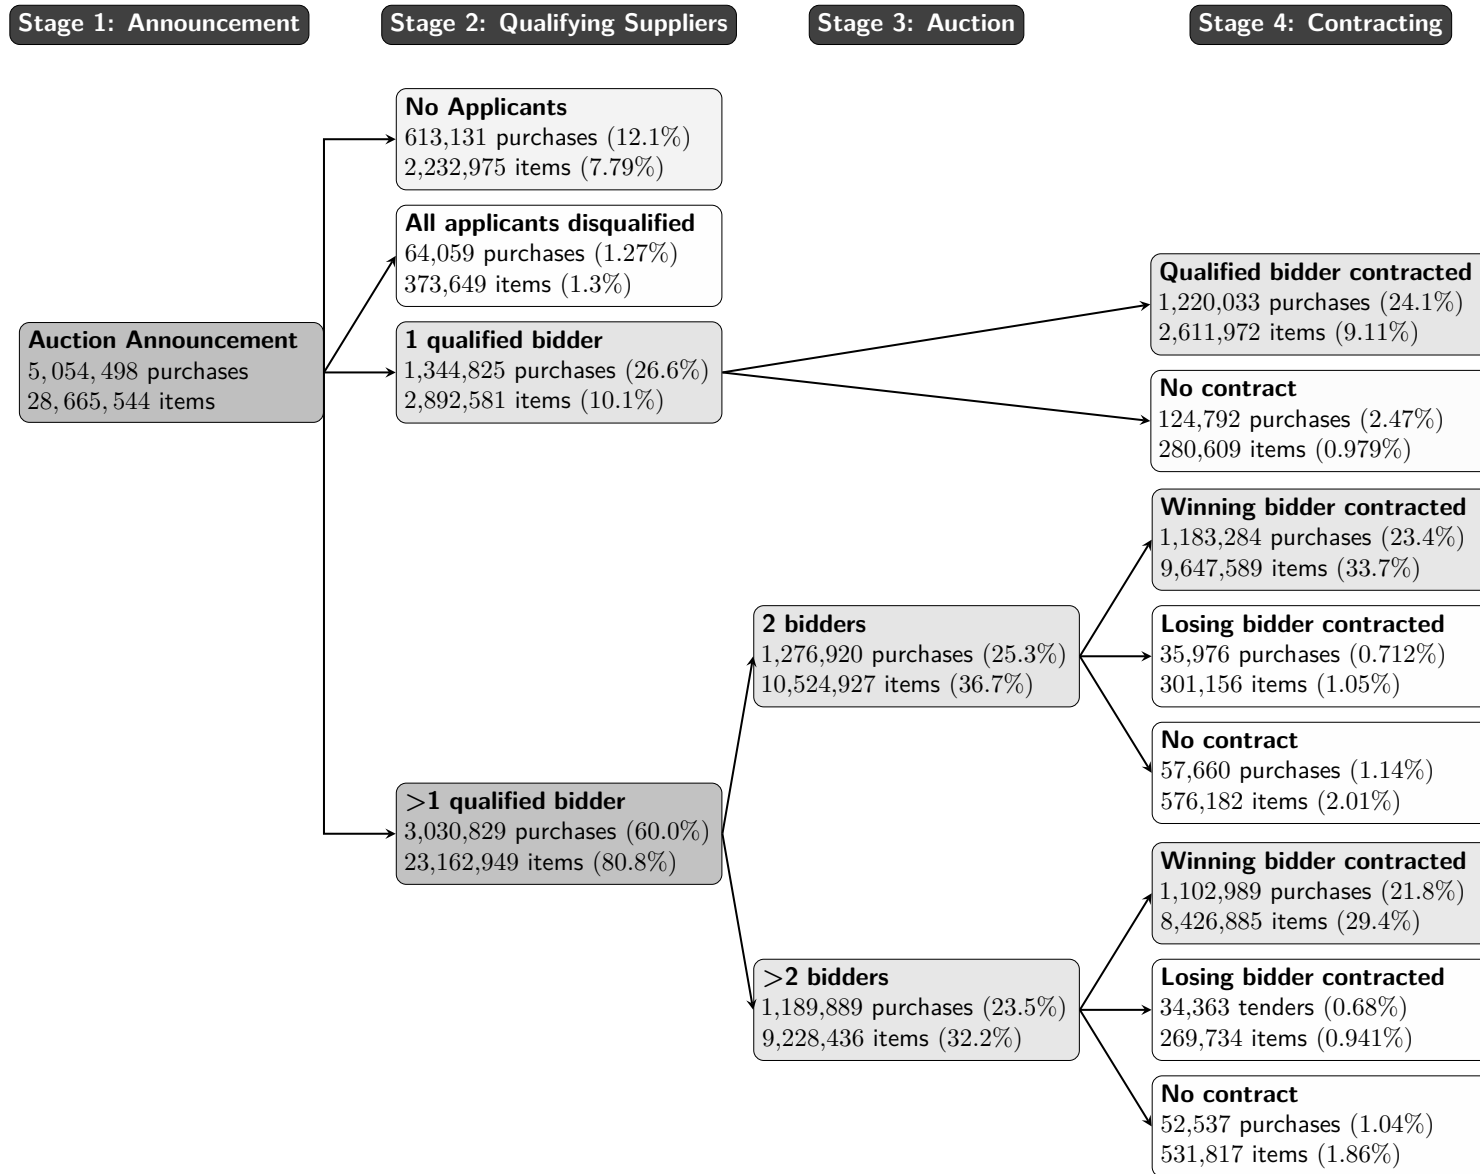 Stage 1: Announcement
Stage 2: Qualifying Suppliers
Stage 3: Auction
Stage 4: Contracting
Auction Announcement
5, 054, 498 purchases
28, 665, 544 items
No Applicants
613,131 purchases (12.1%)
2,232,975 items (7.79%)
All applicants disqualified
64,059 purchases (1.27%)
373,649 items (1.3%)
1 qualified bidder
1,344,825 purchases (26.6%)
2,892,581 items (10.1%)
>1 qualified bidder
3,030,829 purchases (60.0%)
23,162,949 items (80.8%)
2 bidders
1,276,920 purchases (25.3%)
10,524,927 items (36.7%)
>2 bidders
1,189,889 purchases (23.5%)
9,228,436 items (32.2%)
Qualified bidder contracted
1,220,033 purchases (24.1%)
2,611,972 items (9.11%)
No contract
124,792 purchases (2.47%)
280,609 items (0.979%)
Winning bidder contracted
1,183,284 purchases (23.4%)
9,647,589 items (33.7%)
Losing bidder contracted
35,976 purchases (0.712%)
301,156 items (1.05%)
No contract
57,660 purchases (1.14%)
576,182 items (2.01%)
Winning bidder contracted
1,102,989 purchases (21.8%)
8,426,885 items (29.4%)
Losing bidder contracted
34,363 tenders (0.68%)
269,734 items (0.941%)
No contract
52,537 purchases (1.04%)
531,817 items (1.86%)